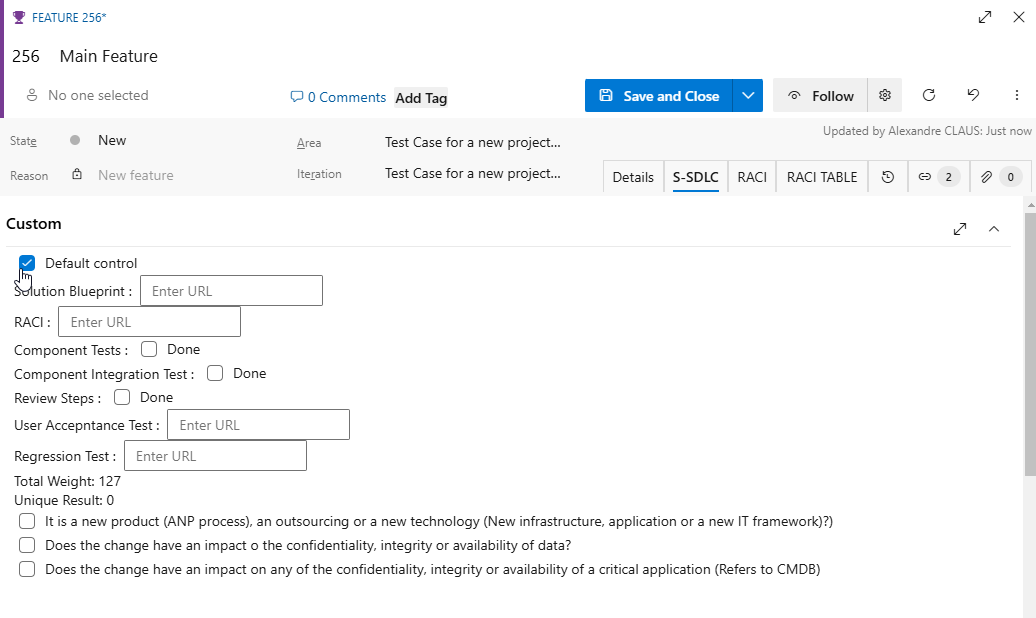 FEATURE 256*
256 Main Feature
No one selected 0 Comments Add Tag Save and Close Follow
Updated by Alexandre CLAUS: Just now
State New Area Test Case for a new project...
Reason New feature Iteration Test Case for a new project...
Details S-SDLC RACI RACI TABLE 2 0
Custom
Default control
Solution Blueprint : Enter URL
RACI : Enter URL
Component Tests : Done
Component Integration Test : Done
Review Steps : Done
User Accepntance Test : Enter URL
Regression Test : Enter URL
Total Weight: 127
Unique Result: 0
It is a new product (ANP process), an outsourcing or a new technology (New infrastructure, application or a new IT framework)?)
Does the change have an impact o the confidentiality, integrity or availability of data?
Does the change have an impact on any of the confidentiality, integrity or availability of a critical application (Refers to CMDB)